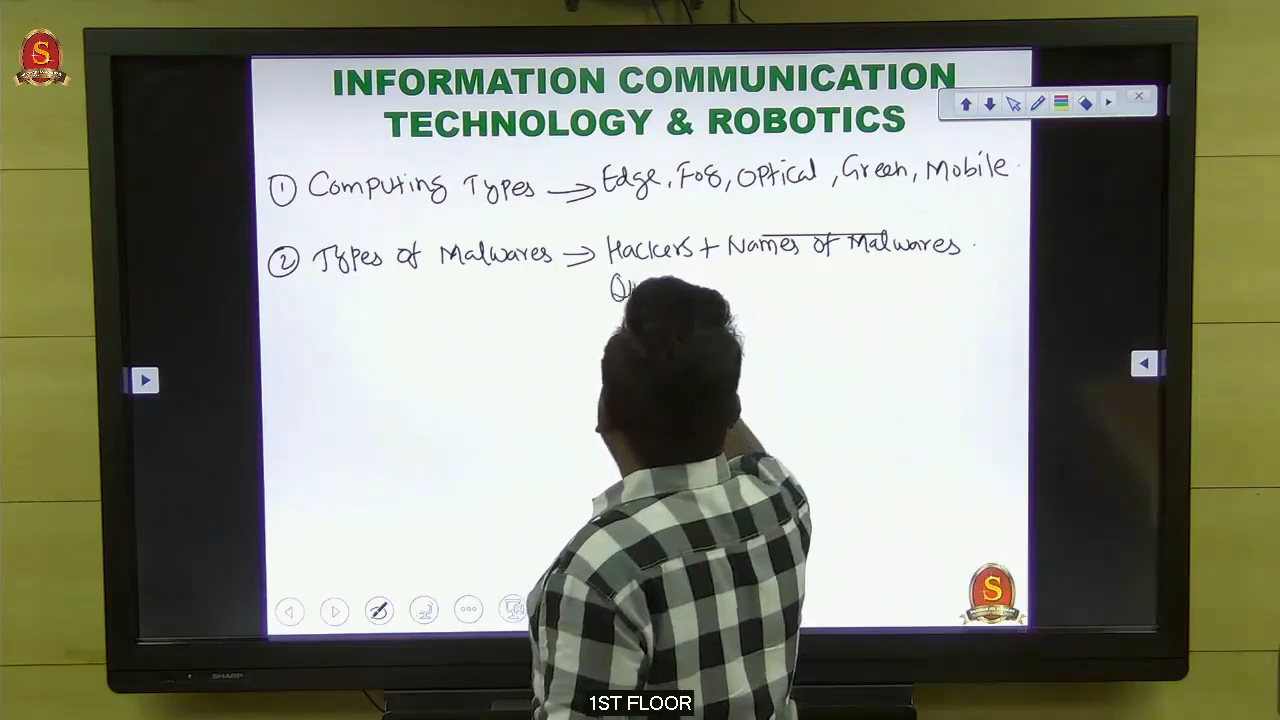 INFORMATION COMMUNICATION
TECHNOLOGY & ROBOTICS
① Computing Types → Edge, Fog, Optical, Green, Mobile.
② Types of Malwares → Hackers + Names of Malwares.
SHARP
1ST FLOOR
S
S